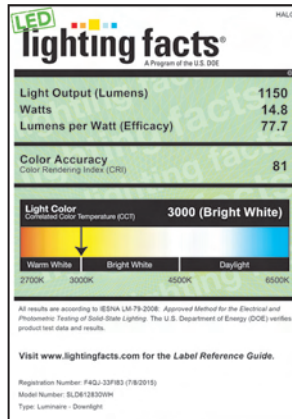 LED
HALO
lighting facts®
A Program of the U.S. DOE
Light Output (Lumens) 1150
Watts 14.8
Lumens per Watt (Efficacy) 77.7
Color Accuracy
Color Rendering Index (CRI) 81
Light Color
Correlated Color Temperature (CCT) 3000 (Bright White)
Warm White Bright White Daylight
2700K 3000K 4500K 6500K
All results are according to IESNA LM-79-2008: Approved Method for the Electrical and
Photometric Testing of Solid-State Lighting. The U.S. Department of Energy (DOE) verifies
product test data and results.
Visit www.lightingfacts.com for the Label Reference Guide.
Registration Number: F4QJ-33FI83 (7/8/2015)
Model Number: SLD612830WH
Type: Luminaire - Downlight